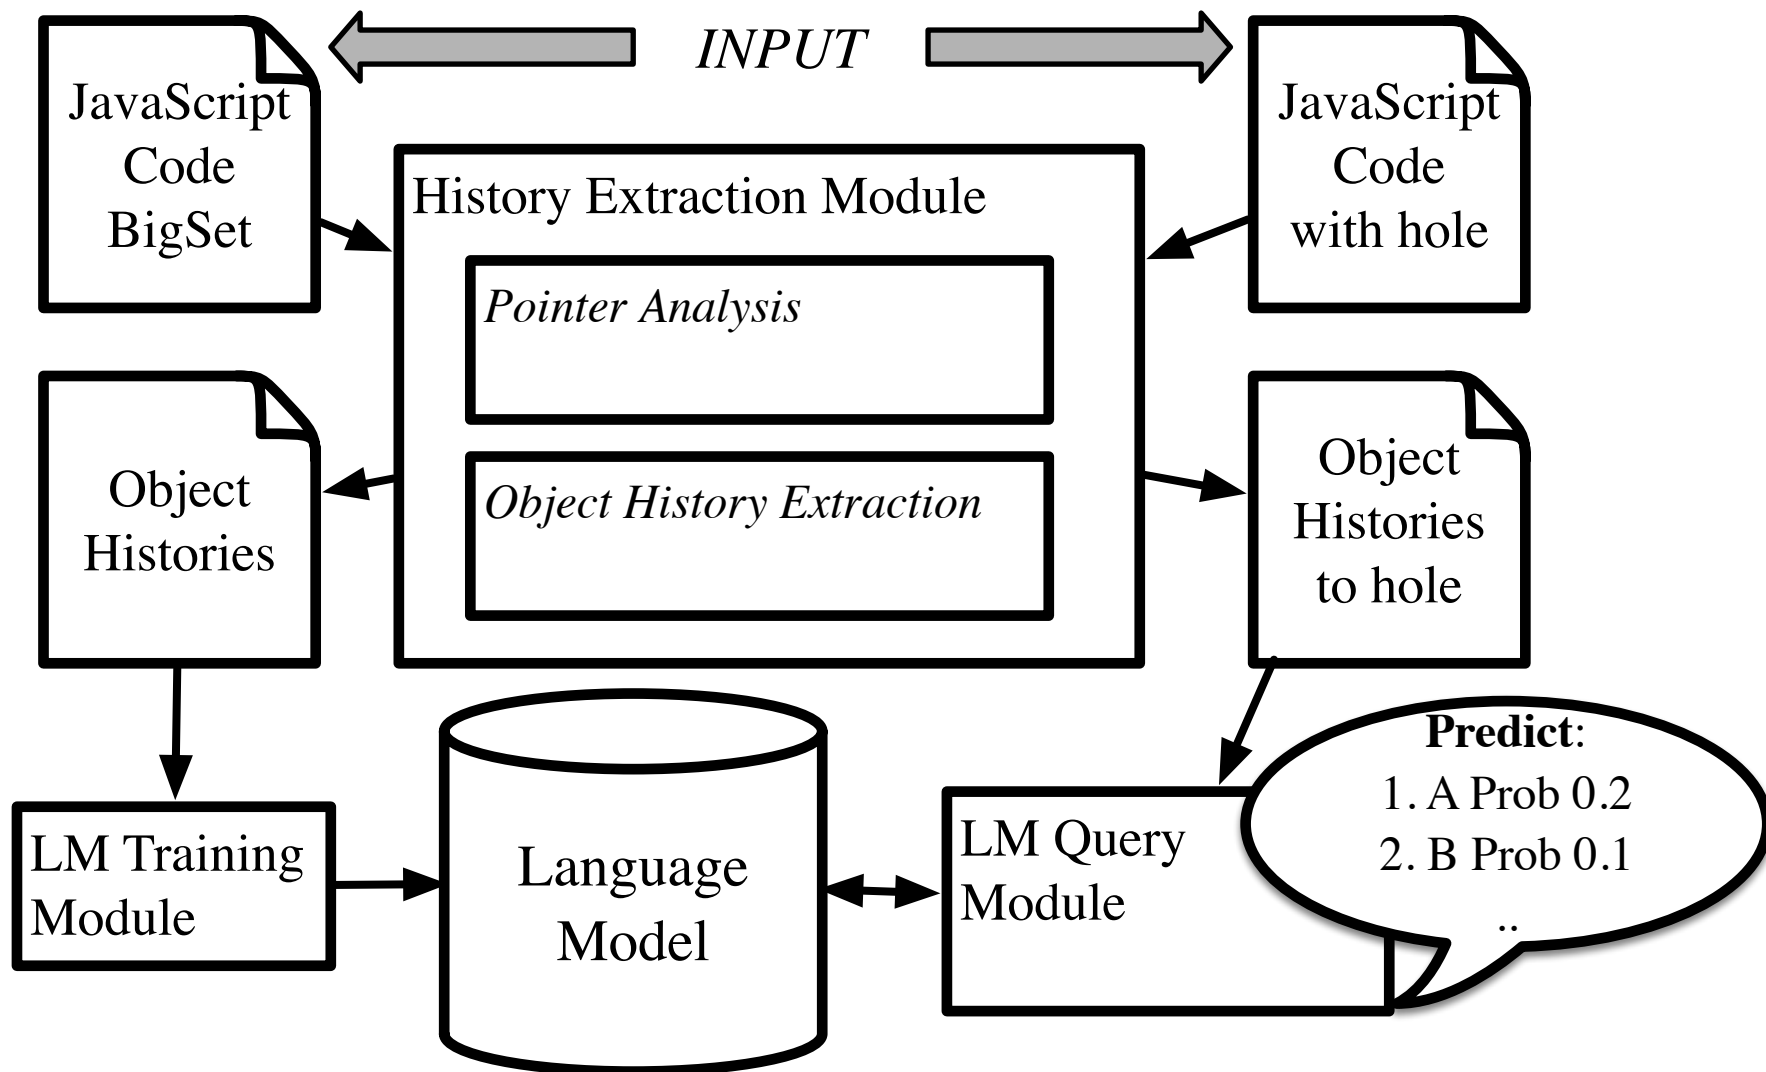 INPUT
JavaScript
Code
BigSet
JavaScript
Code
with hole
History Extraction Module
Pointer Analysis
Object History Extraction
Object
Histories
Object
Histories
to hole
LM Training
Module
Language
Model
LM Query
Module
Predict:
1. A Prob 0.2
2. B Prob 0.1
..